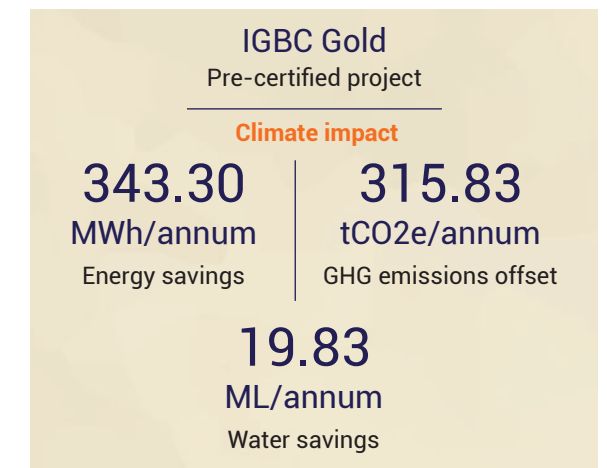 IGBC Gold
Pre-certified project
Climate impact
343.30
MWh/annum
Energy savings
315.83
tCO2e/annum
GHG emissions offset
19.83
ML/annum
Water savings